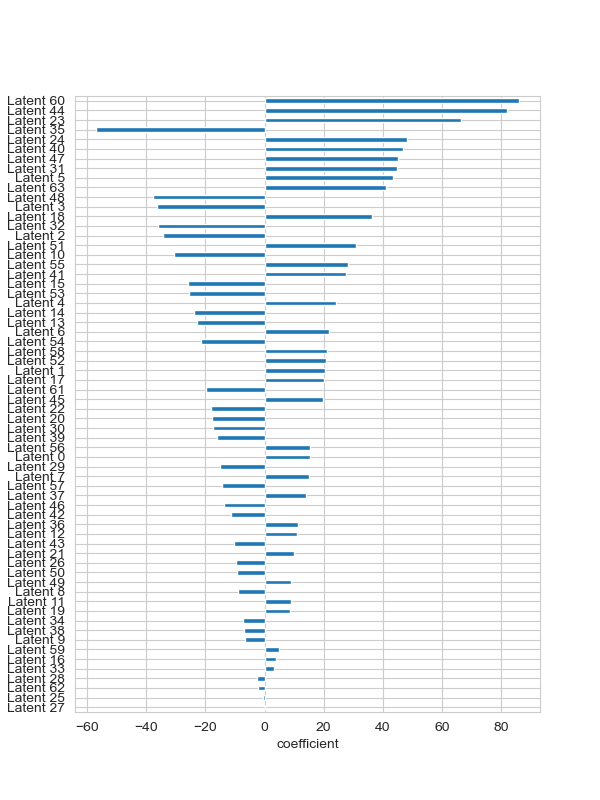 Latent 60
Latent 44
Latent 23
Latent 35
Latent 24
Latent 40
Latent 47
Latent 31
Latent 5
Latent 63
Latent 48
Latent 3
Latent 18
Latent 32
Latent 2
Latent 51
Latent 10
Latent 55
Latent 41
Latent 15
Latent 53
Latent 4
Latent 14
Latent 13
Latent 6
Latent 54
Latent 58
Latent 52
Latent 1
Latent 17
Latent 61
Latent 45
Latent 22
Latent 20
Latent 30
Latent 39
Latent 56
Latent 0
Latent 29
Latent 7
Latent 57
Latent 37
Latent 46
Latent 42
Latent 36
Latent 12
Latent 43
Latent 21
Latent 26
Latent 50
Latent 49
Latent 8
Latent 11
Latent 19
Latent 34
Latent 38
Latent 9
Latent 59
Latent 16
Latent 33
Latent 28
Latent 62
Latent 25
Latent 27
−60 −40 −20 0 20 40 60 80
coefficient